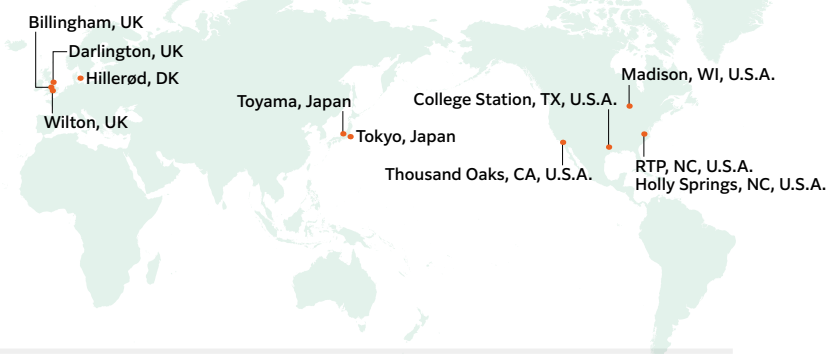 Billingham, UK
Darlington, UK
Hillerød, DK
Wilton, UK
Toyama, Japan
Tokyo, Japan
Madison, WI, U.S.A.
College Station, TX, U.S.A.
Thousand Oaks, CA, U.S.A.
RTP, NC, U.S.A.
Holly Springs, NC, U.S.A.